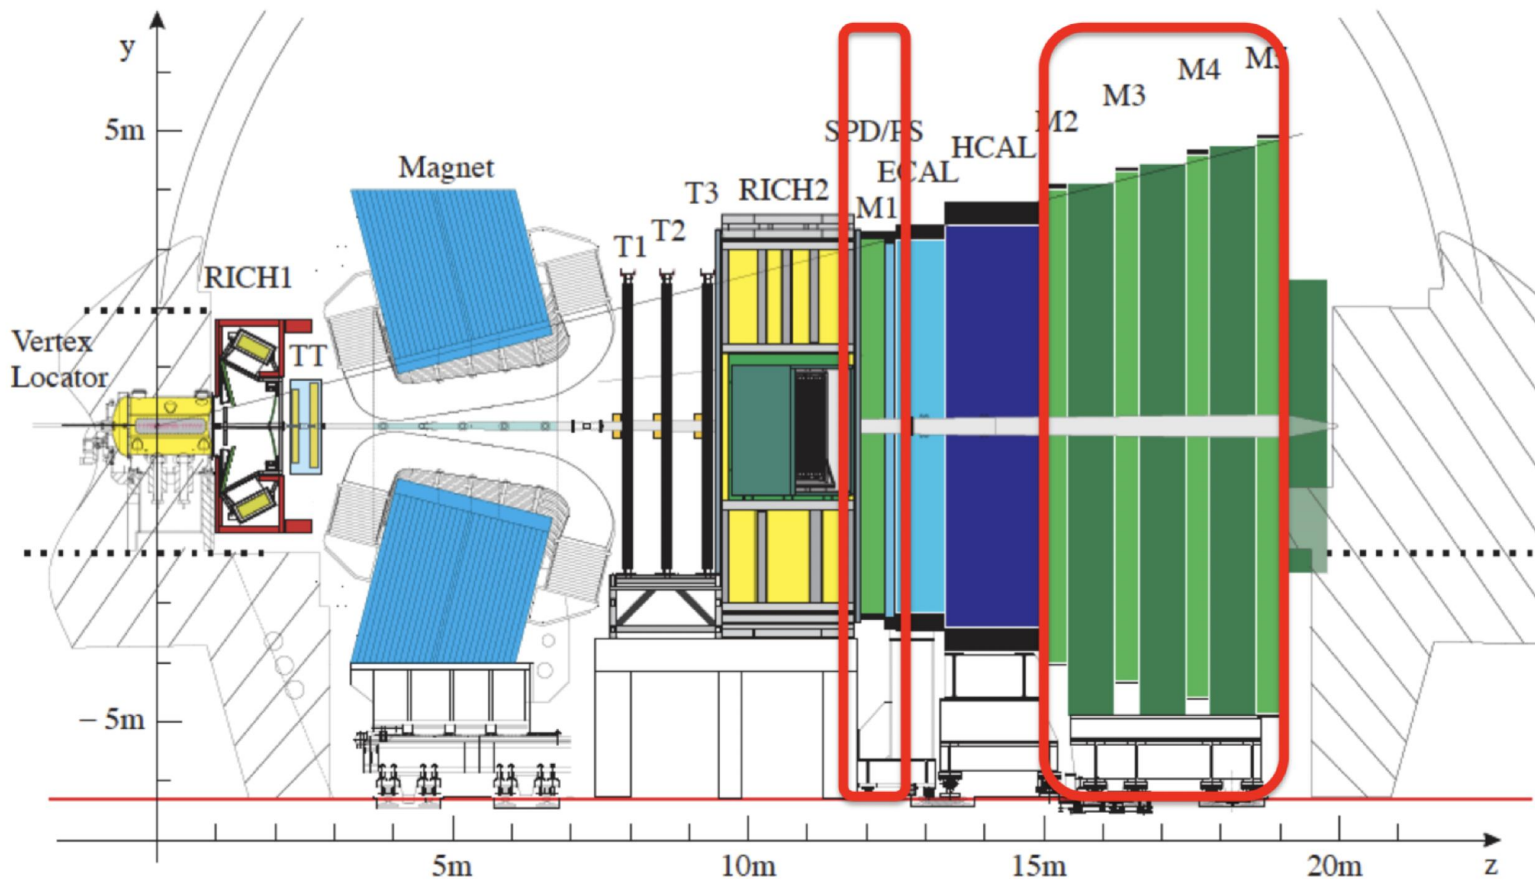 y
5m
Magnet
RICH1
Vertex
Locator
TT
T1
T2
T3
RICH2
SPD/PS
M1
ECAL
HCAL
M2
M3
M4
M5
− 5m
5m
10m
15m
20m
z